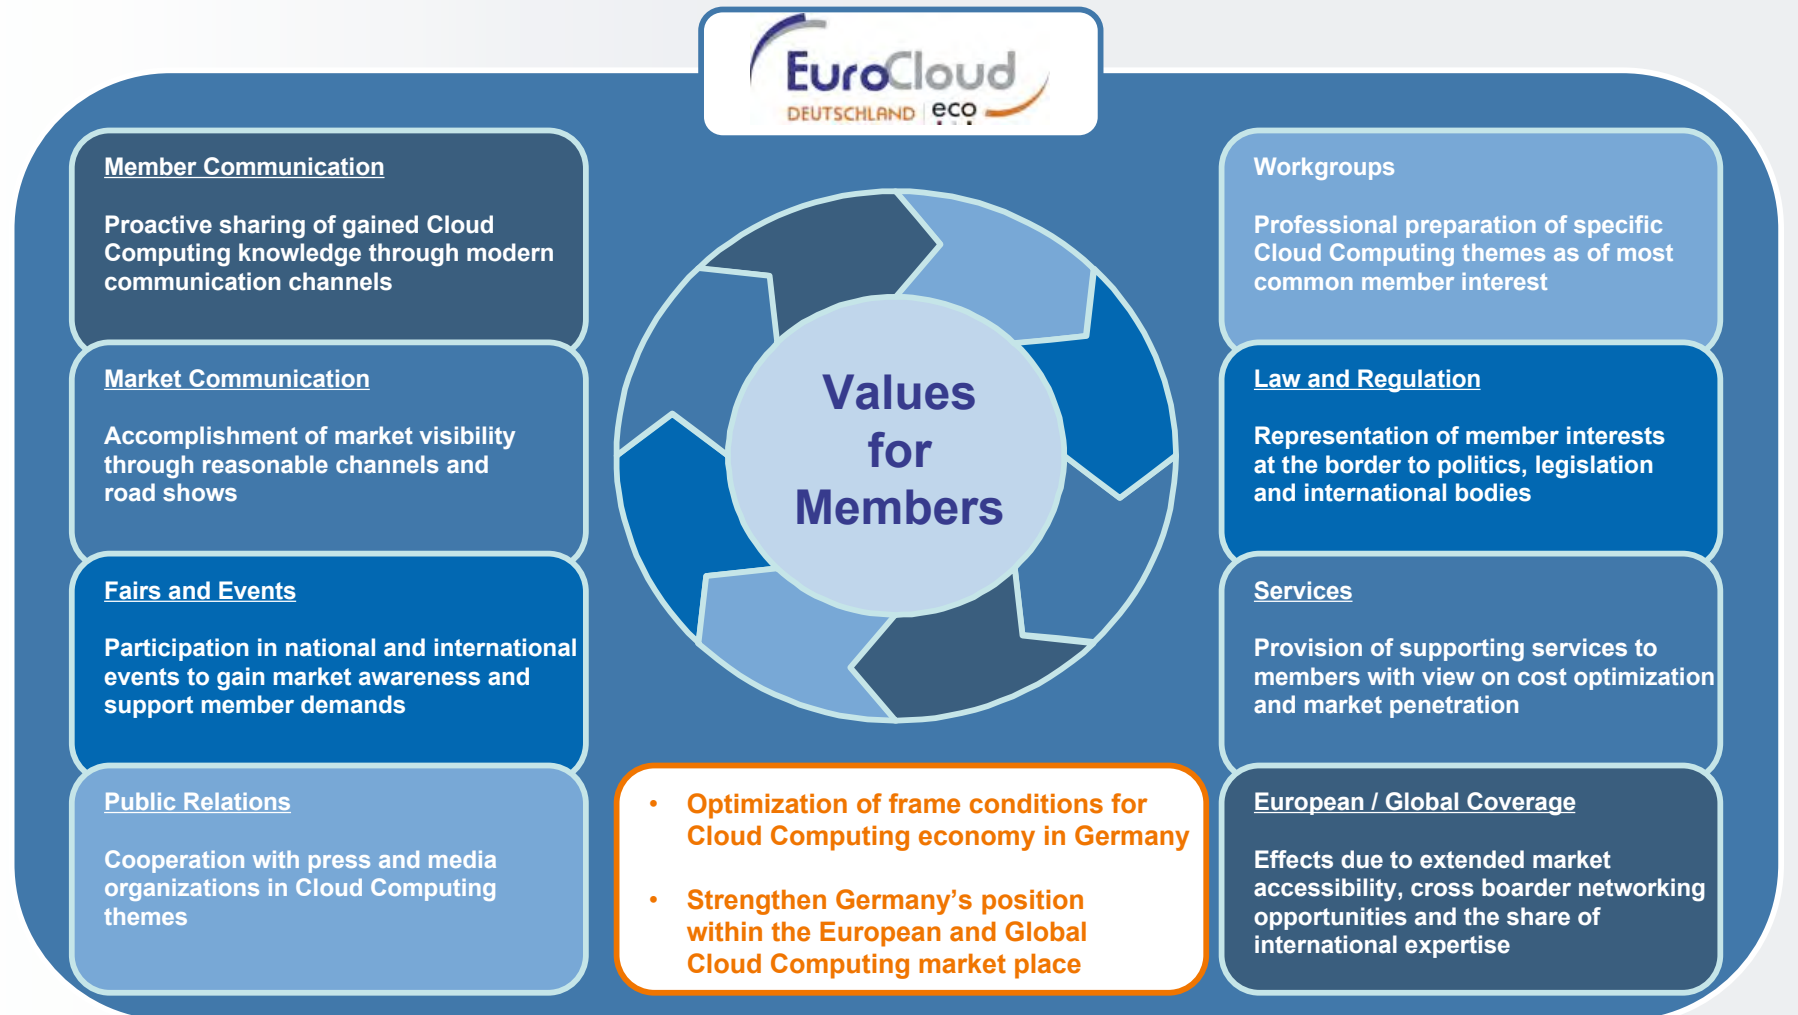 EuroCloud
DEUTSCHLAND eco
Member Communication
Proactive sharing of gained Cloud
Computing knowledge through modern
communication channels
Market Communication
Accomplishment of market visibility
through reasonable channels and
road shows
Fairs and Events
Participation in national and international
events to gain market awareness and
support member demands
Public Relations
Cooperation with press and media
organizations in Cloud Computing
themes
Values
for
Members
• Optimization of frame conditions for
Cloud Computing economy in Germany
• Strengthen Germany’s position
within the European and Global
Cloud Computing market place
Workgroups
Professional preparation of specific
Cloud Computing themes as of most
common member interest
Law and Regulation
Representation of member interests
at the border to politics, legislation
and international bodies
Services
Provision of supporting services to
members with view on cost optimization
and market penetration
European / Global Coverage
Effects due to extended market
accessibility, cross boarder networking
opportunities and the share of
international expertise